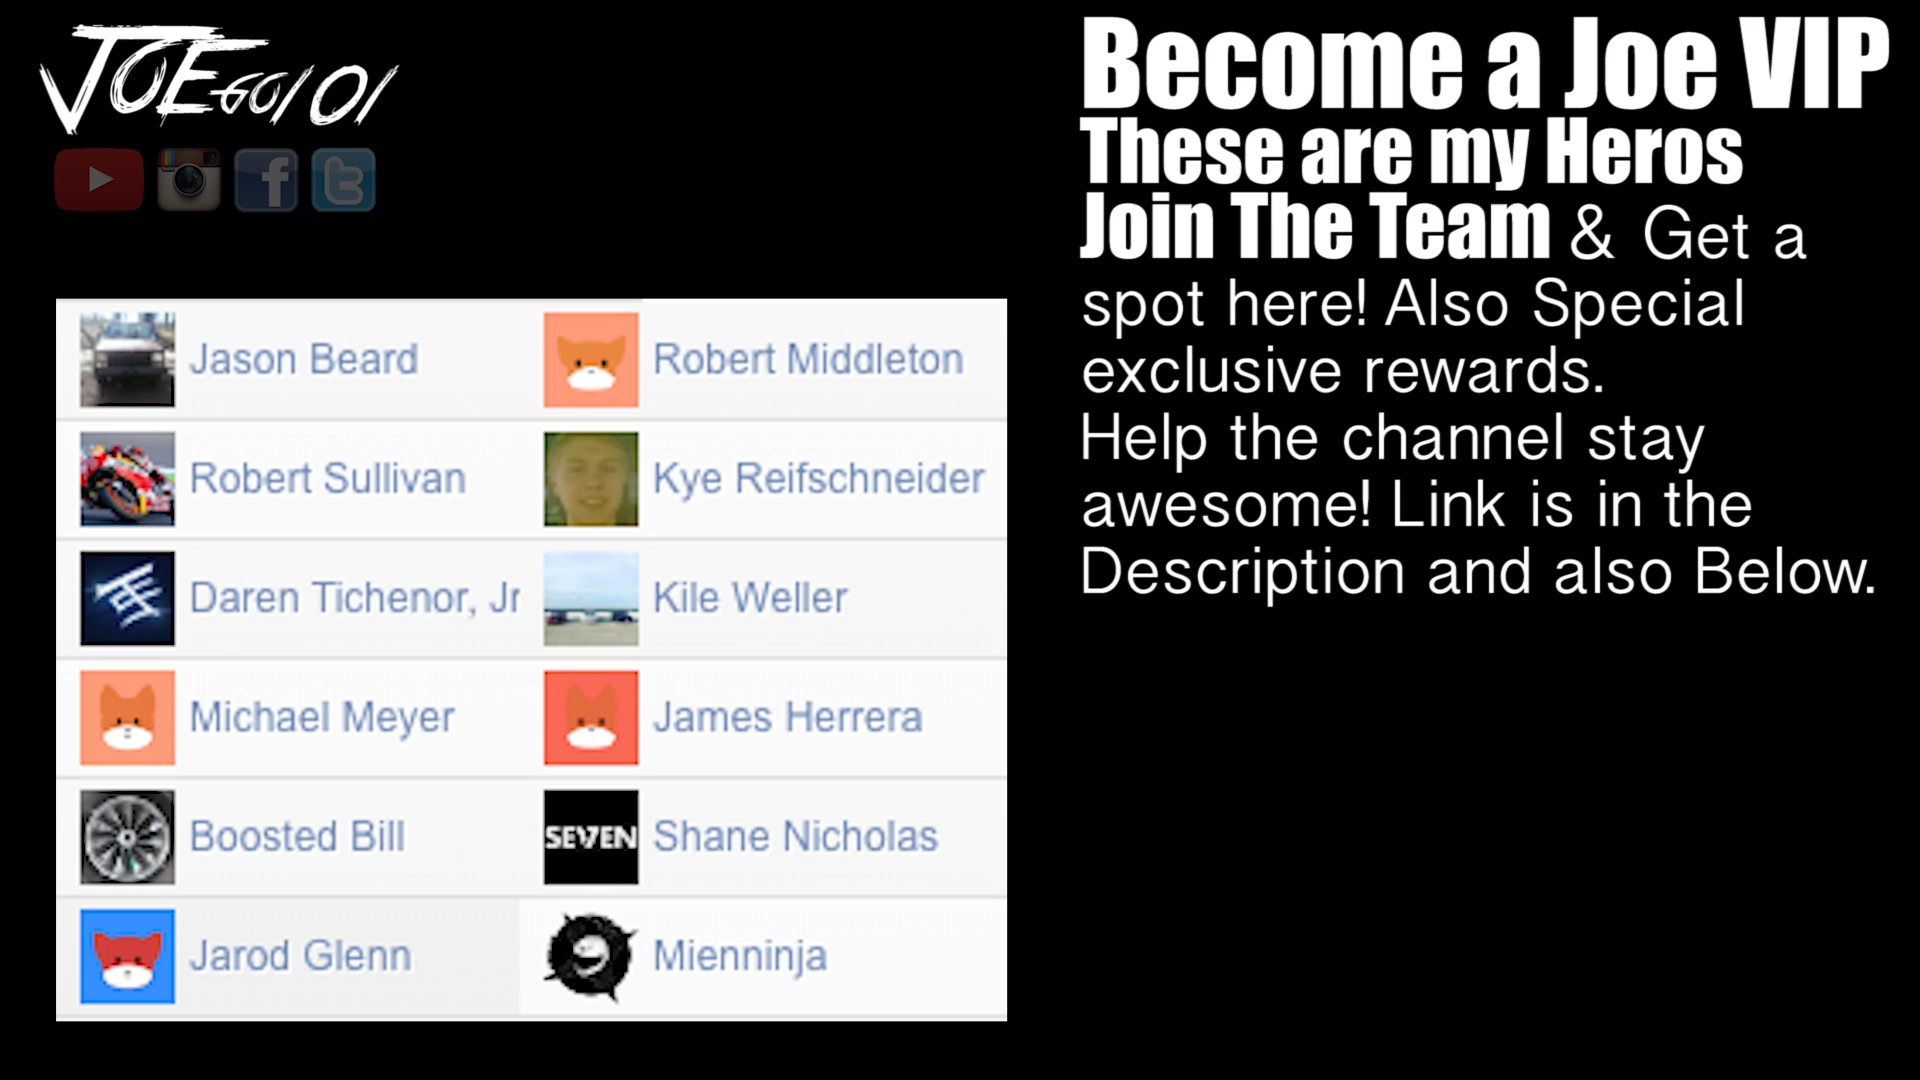 JOEGO101
Become a Joe VIP
These are my Heros
Join The Team & Get a
spot here! Also Special
exclusive rewards.
Help the channel stay
awesome! Link is in the
Description and also Below.
Jason Beard
Robert Middleton
Robert Sullivan
Kye Reifschneider
Daren Tichenor, Jr
Kile Weller
Michael Meyer
James Herrera
Boosted Bill
SEVEN
Shane Nicholas
Jarod Glenn
Mienninja